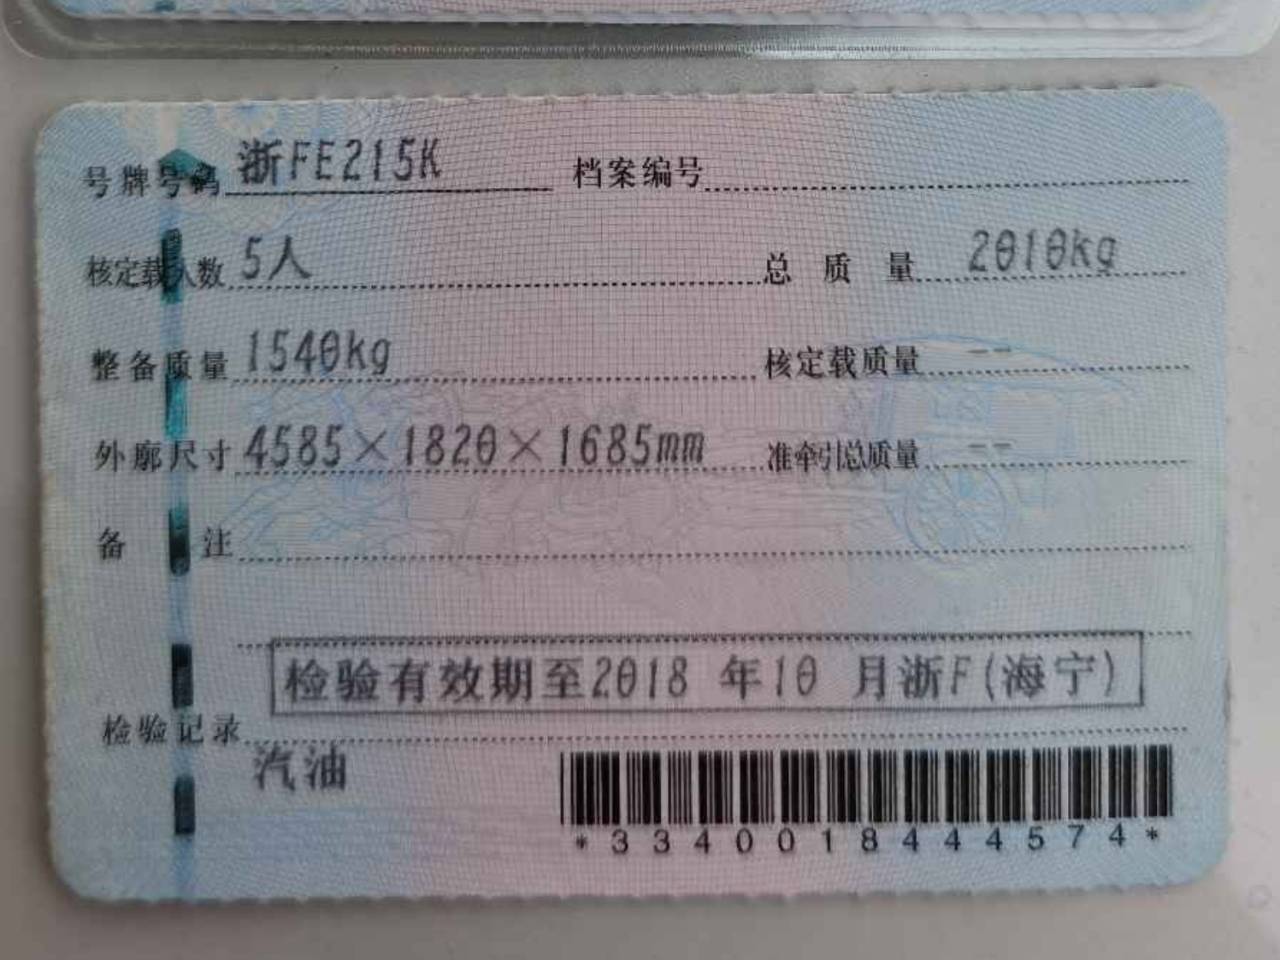 号牌号码 浙FE215K 档案编号
核定载人数 5人 总质量 2010kg
整备质量 1540kg 核定载质量 --
外廓尺寸 4585×1820×1685mm 准牵引总质量 --
备注
检验有效期至2018 年10 月浙F(海宁)
检验记录
汽油
*3340018444574*